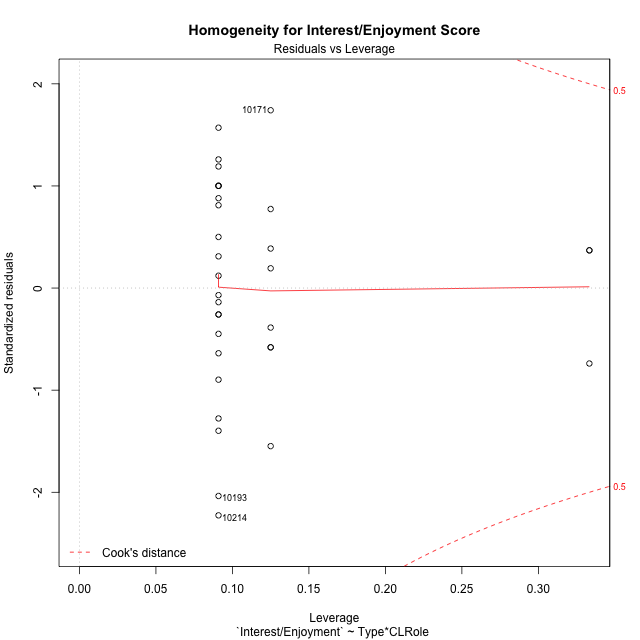 Homogeneity for Interest/Enjoyment Score
Residuals vs Leverage
2
1
0
-1
-2
Standardized residuals
10171
10193
10214
0.5
0.5
Cook's distance
0.00 0.05 0.10 0.15 0.20 0.25 0.30
Leverage
`Interest/Enjoyment` ~ Type*CLRole